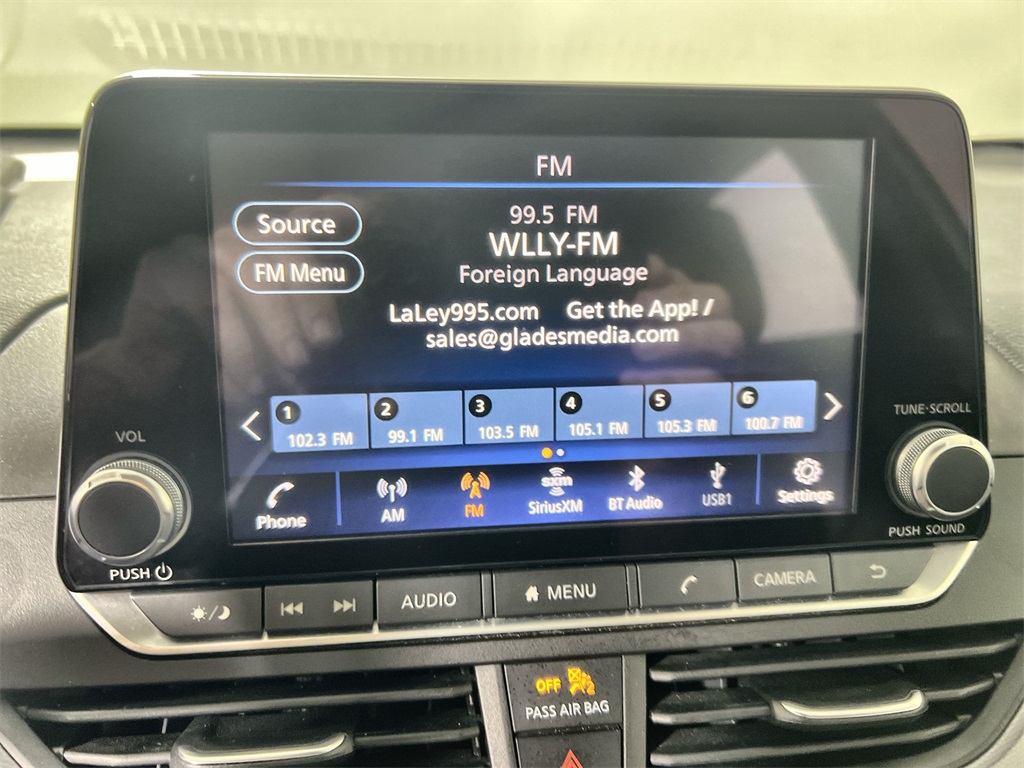 FM
Source
99.5 FM
WLLY-FM
FM Menu
Foreign Language
LaLey995.com Get the App! /
sales@gladesmedia.com
1 2 3 4 5 6
102.3 FM 99.1 FM 103.5 FM 105.1 FM 105.3 FM 100.7 FM
VOL
TUNE·SCROLL
sxm
Phone AM FM SiriusXM BT Audio USB1 Settings
PUSH
PUSH SOUND
AUDIO MENU CAMERA
OFF 2
PASS AIR BAG